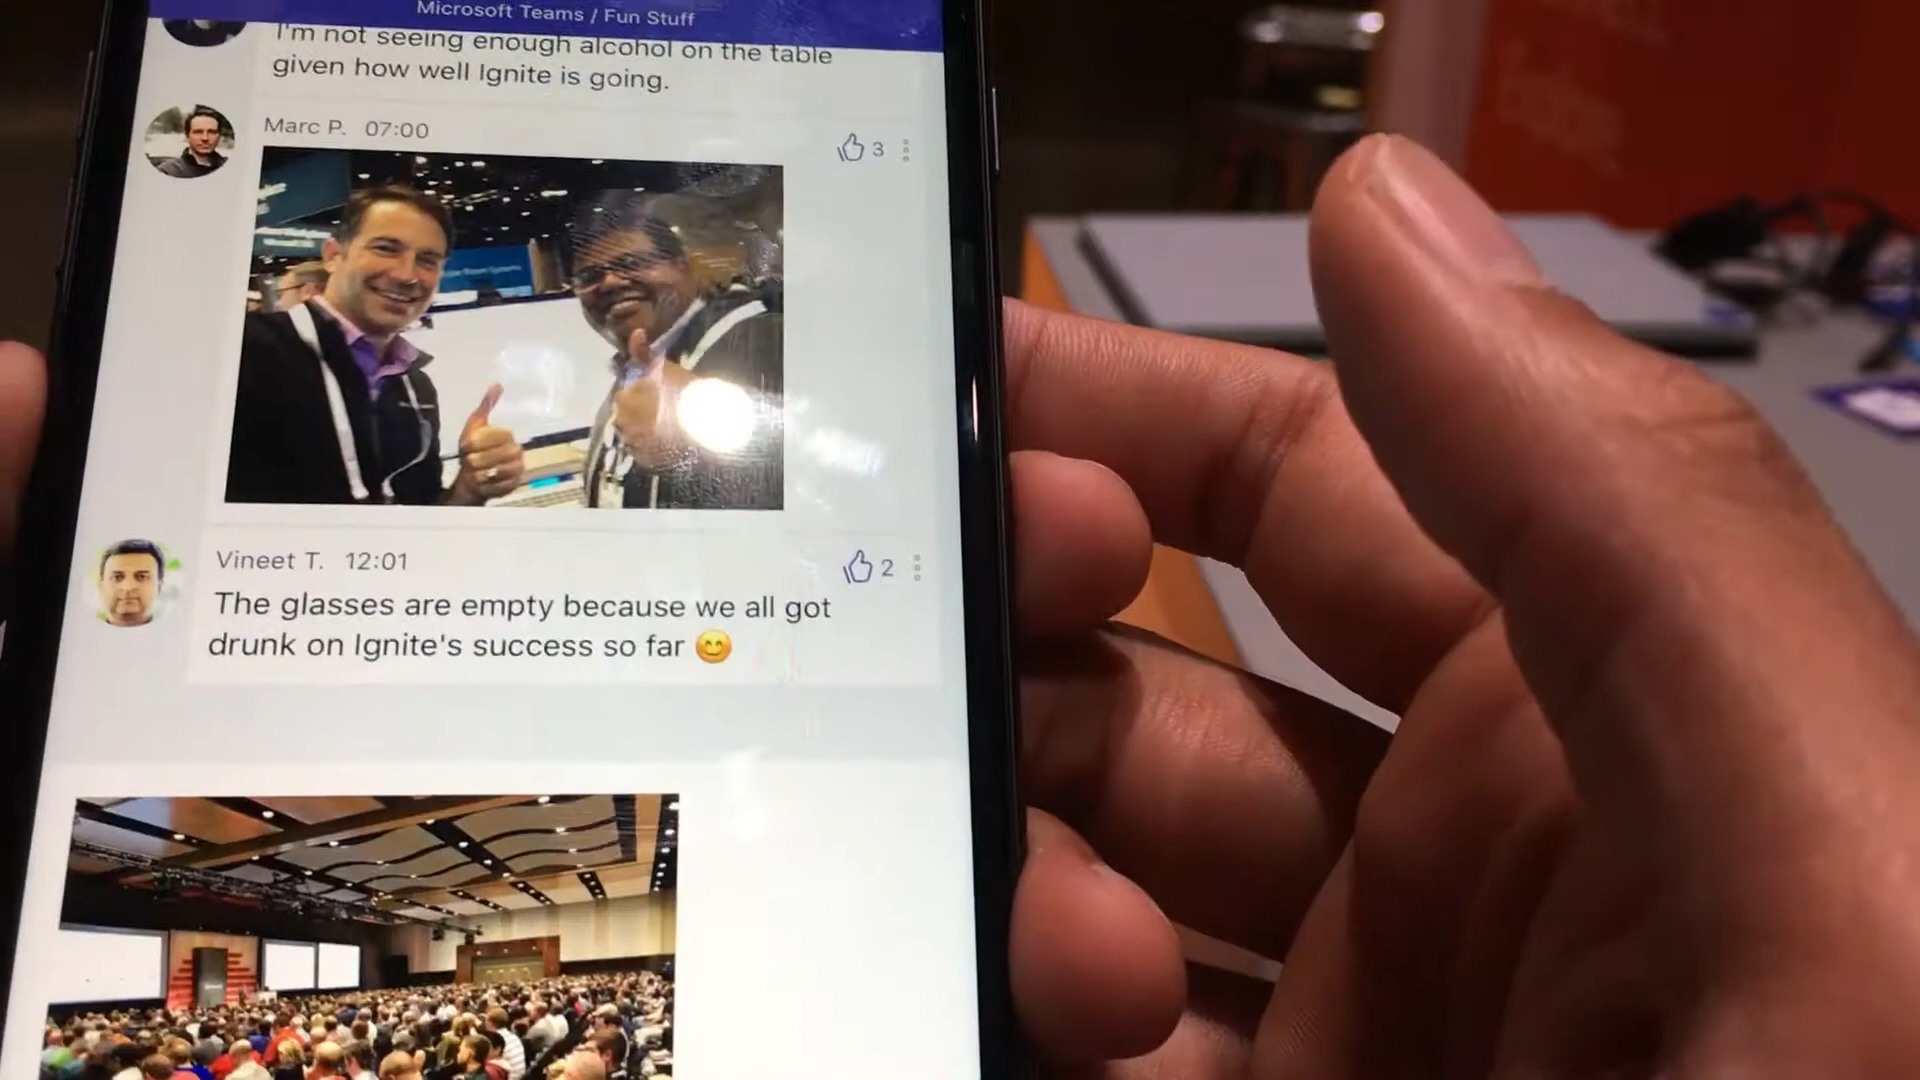 Microsoft Teams / Fun Stuff
I'm not seeing enough alcohol on the table
given how well Ignite is going.
Marc P. 07:00
3
Vineet T. 12:01
2
The glasses are empty because we all got
drunk on Ignite's success so far 😊